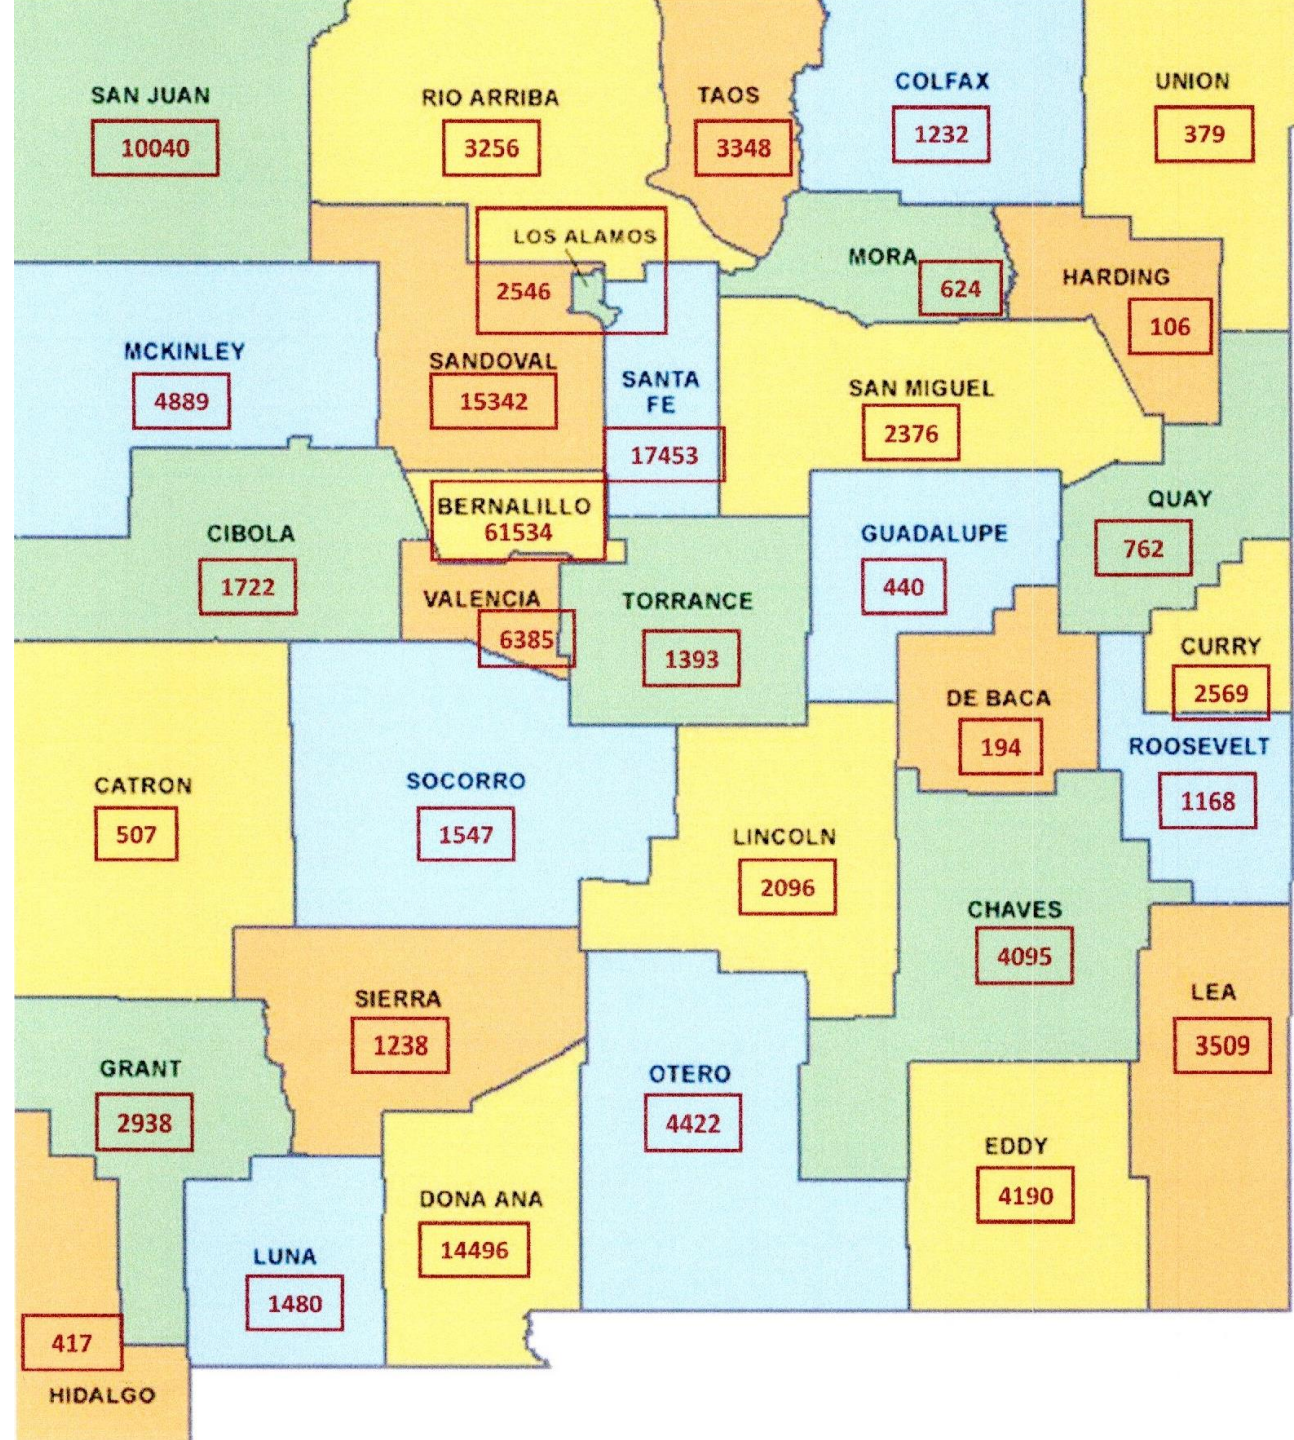 SAN JUAN
10040
RIO ARRIBA
3256
TAOS
3348
COLFAX
1232
UNION
379
LOS ALAMOS
2546
MORA
624
HARDING
106
MCKINLEY
4889
SANDOVAL
15342
SANTA
FE
17453
SAN MIGUEL
2376
BERNALILLO
61534
CIBOLA
1722
VALENCIA
6385
TORRANCE
1393
GUADALUPE
440
QUAY
762
CURRY
2569
DE BACA
194
ROOSEVELT
1168
CATRON
507
SOCORRO
1547
LINCOLN
2096
CHAVES
4095
LEA
3509
SIERRA
1238
GRANT
2938
OTERO
4422
EDDY
4190
DONA ANA
14496
LUNA
1480
417
HIDALGO